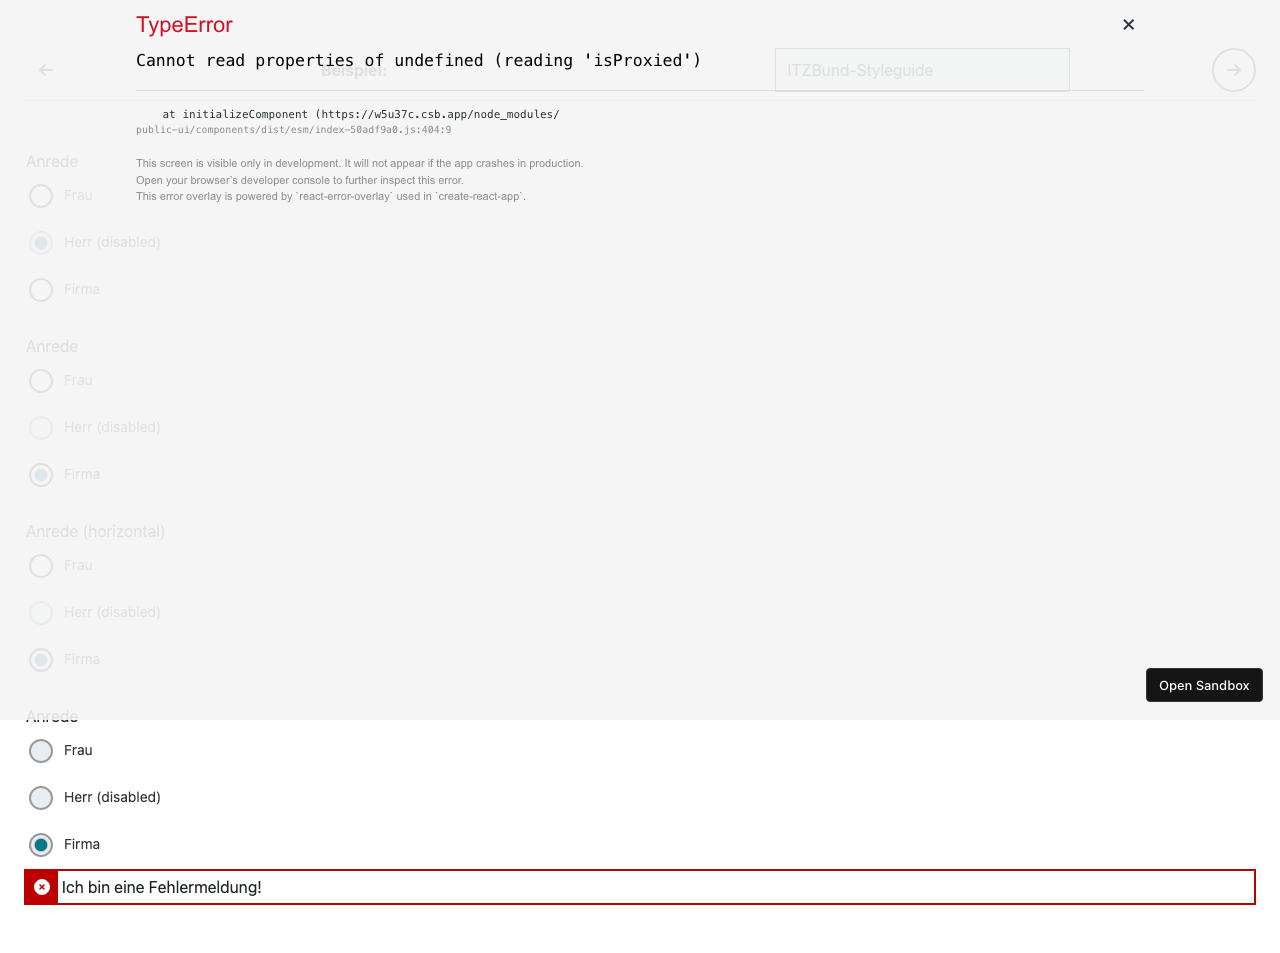 TypeError
Cannot read properties of undefined (reading 'isProxied')
Beispiel:
ITZBund-Styleguide
at initializeComponent (https://w5u37c.csb.app/node_modules/
public-ui/components/dist/esm/index-50adf9a0.js:404:9
This screen is visible only in development. It will not appear if the app crashes in production.
Open your browser's developer console to further inspect this error.
This error overlay is powered by `react-error-overlay` used in `create-react-app`.
Anrede
Frau
Herr (disabled)
Firma
Anrede
Frau
Herr (disabled)
Firma
Anrede (horizontal)
Frau
Herr (disabled)
Firma
Open Sandbox
Anrede
Frau
Herr (disabled)
Firma
Ich bin eine Fehlermeldung!